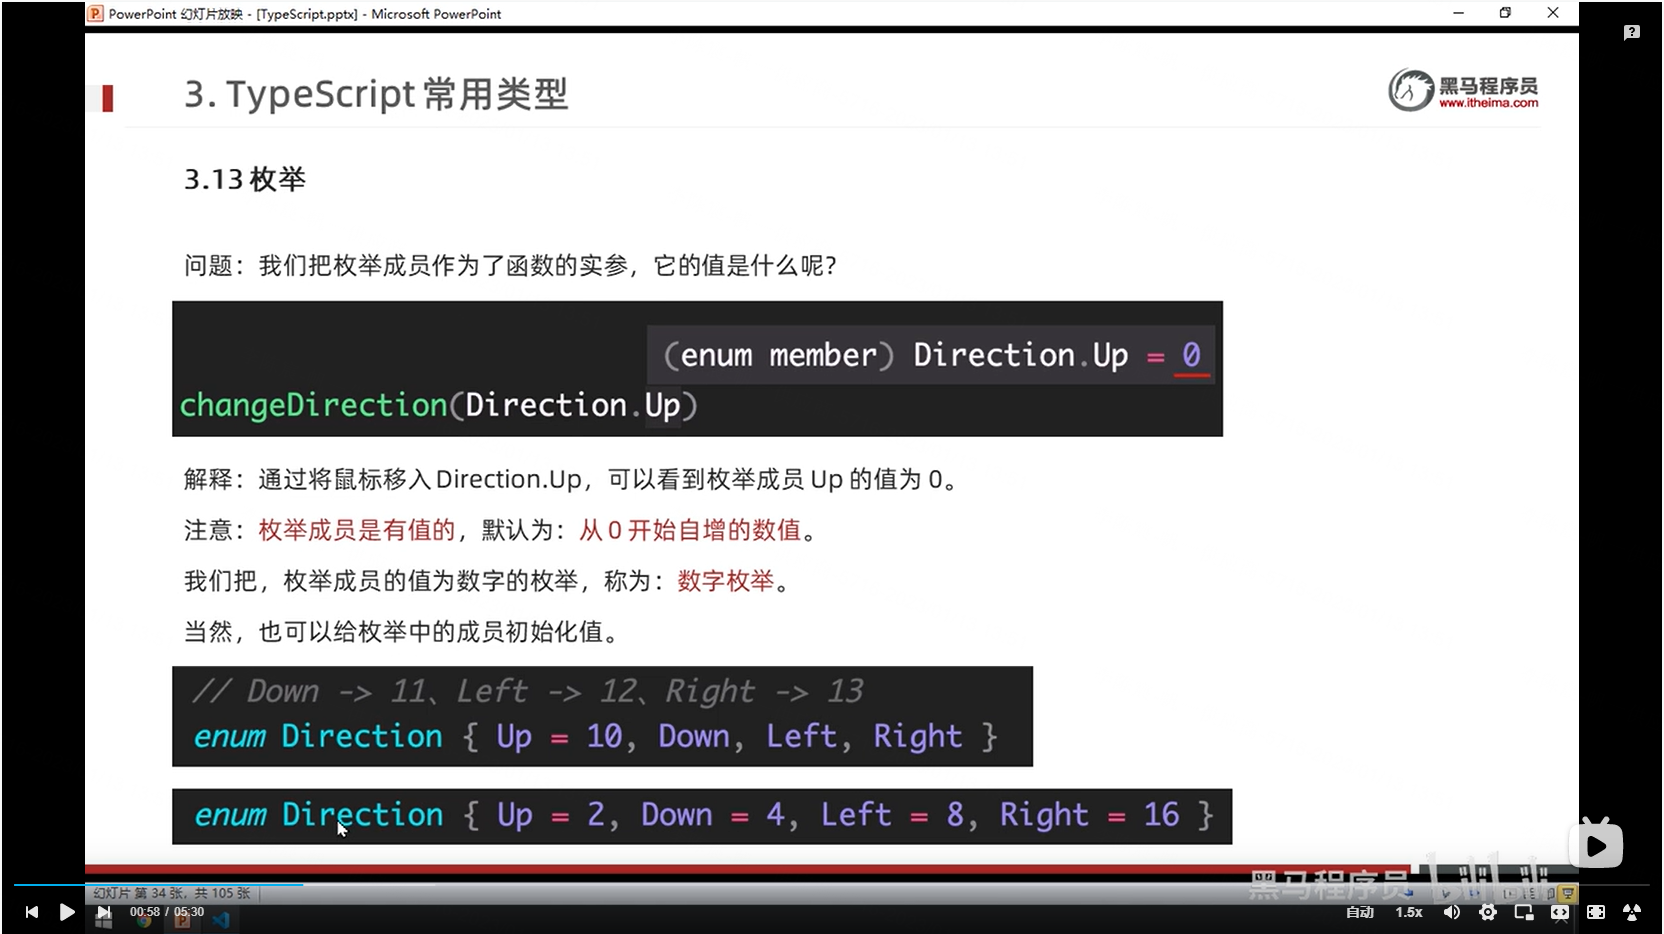 PowerPoint 幻灯片放映 - [TypeScript.pptx] - Microsoft PowerPoint
3. TypeScript 常用类型
黑马程序员
www.itheima.com
3.13 枚举
问题：我们把枚举成员作为了函数的实参，它的值是什么呢？
(enum member) Direction.Up = 0
changeDirection(Direction.Up)
解释：通过将鼠标移入 Direction.Up，可以看到枚举成员 Up 的值为 0。
注意：枚举成员是有值的，默认为：从 0 开始自增的数值。
我们把，枚举成员的值为数字的枚举，称为：数字枚举。
当然，也可以给枚举中的成员初始化值。
// Down -> 11、Left -> 12、Right -> 13
enum Direction { Up = 10, Down, Left, Right }
enum Direction { Up = 2, Down = 4, Left = 8, Right = 16 }
黑马程序员 bilibili
幻灯片 第 34 张，共 105 张
00:58 / 05:30
自动 1.5x